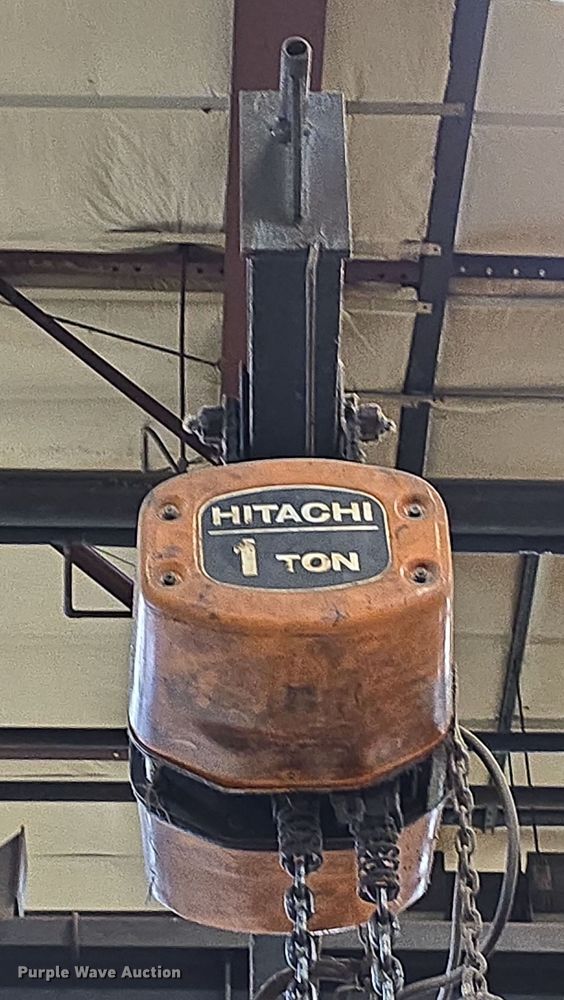 HITACHI
1 TON
Purple Wave Auction